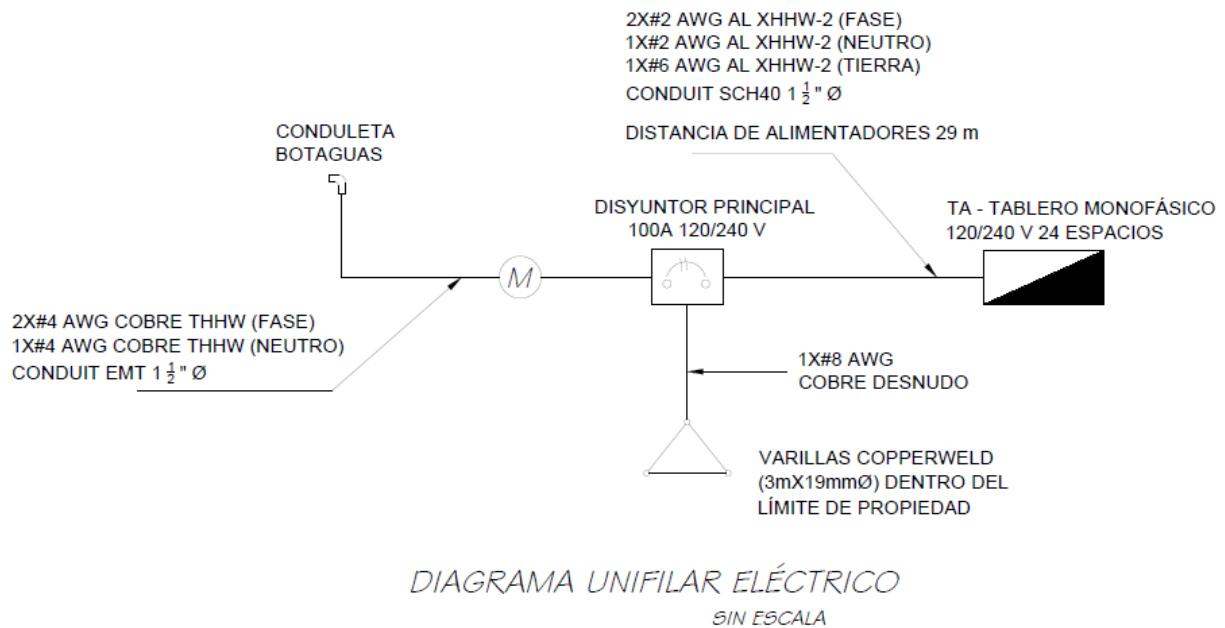 2X#2 AWG AL XHHW-2 (FASE)
1X#2 AWG AL XHHW-2 (NEUTRO)
1X#6 AWG AL XHHW-2 (TIERRA)
CONDUIT SCH40 1 1/2" Ø
DISTANCIA DE ALIMENTADORES 29 m
CONDULETA
BOTAGUAS
DISYUNTOR PRINCIPAL
100A 120/240 V
TA - TABLERO MONOFÁSICO
120/240 V 24 ESPACIOS
M
2X#4 AWG COBRE THHW (FASE)
1X#4 AWG COBRE THHW (NEUTRO)
CONDUIT EMT 1 1/2" Ø
1X#8 AWG
COBRE DESNUDO
VARILLAS COPPERWELD
(3mX19mmØ) DENTRO DEL
LÍMITE DE PROPIEDAD
DIAGRAMA UNIFILAR ELÉCTRICO
SIN ESCALA